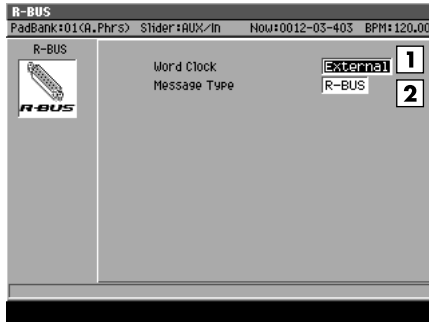 R-BUS
PadBank:01(A.Phrs) Slider:AUX/In Now:0012-03-403 BPM:120.00
R-BUS
R-BUS
Word Clock External 1
Message Type R-BUS 2